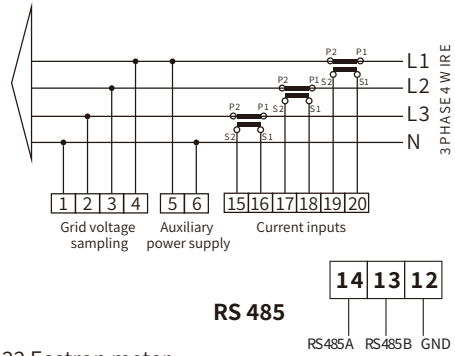 P2 P1
L1
P2 P1 S2 S1
L2
P2 P1 S2 S1
L3
S2 S1
N
3 PHASE 4 WIRE
1 2 3 4 5 6 15 16 17 18 19 20
Grid voltage sampling
Auxiliary power supply
Current inputs
14 13 12
RS 485
RS485A RS485B GND